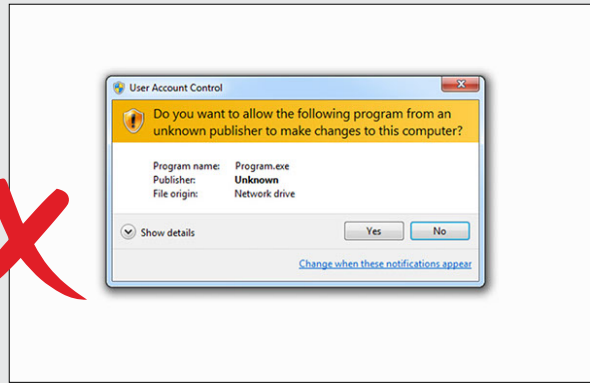 User Account Control
Do you want to allow the following program from an
unknown publisher to make changes to this computer?
Program name: Program.exe
Publisher: Unknown
File origin: Network drive
Show details
Yes No
Change when these notifications appear